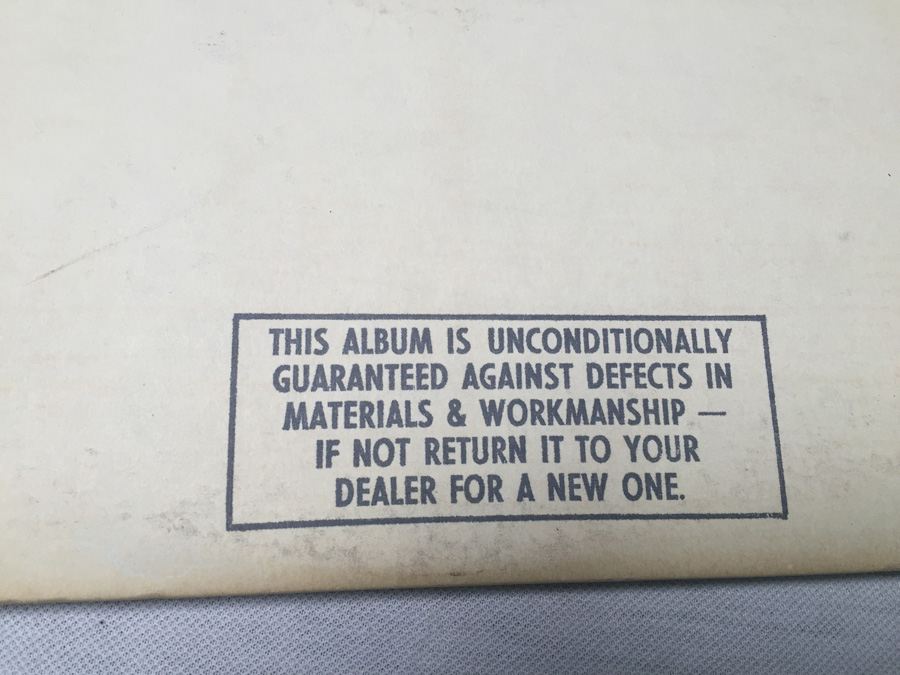 THIS ALBUM IS UNCONDITIONALLY
GUARANTEED AGAINST DEFECTS IN
MATERIALS & WORKMANSHIP —
IF NOT RETURN IT TO YOUR
DEALER FOR A NEW ONE.